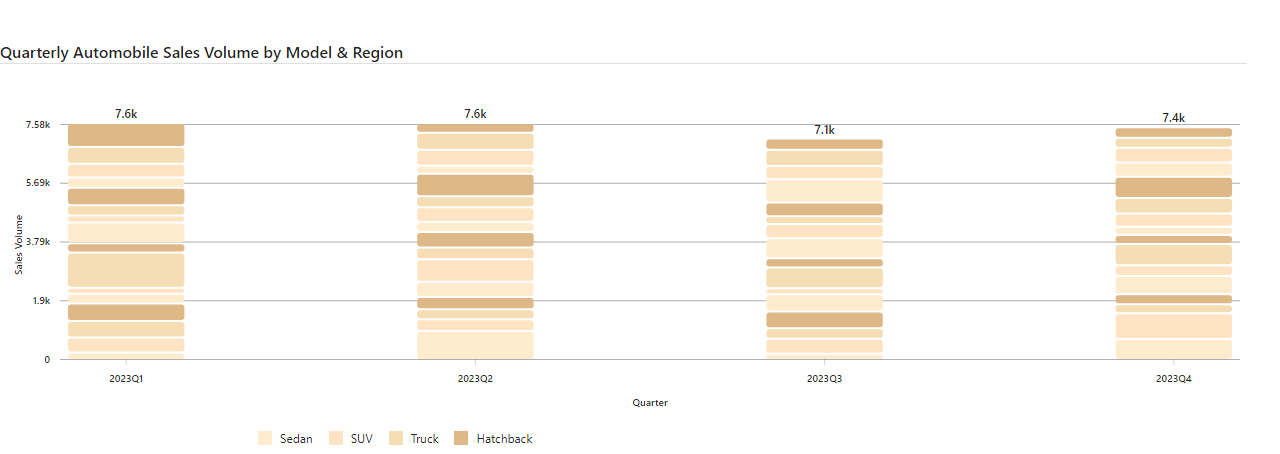 Quarterly Automobile Sales Volume by Model & Region
7.6k
7.6k
7.1k
7.4k
7.58k
5.69k
3.79k
1.9k
0
Sales Volume
2023Q1
2023Q2
2023Q3
2023Q4
Quarter
Sedan
SUV
Truck
Hatchback